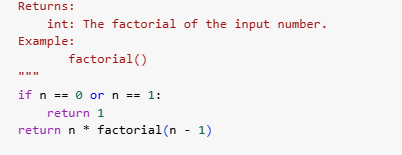 Returns:
    int: The factorial of the input number.
Example:
       factorial()
"""
if n == 0 or n == 1:
    return 1
return n * factorial(n - 1)